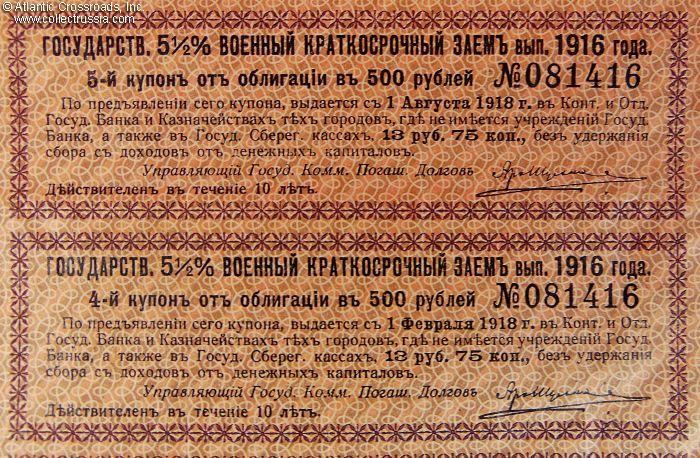 © Atlantic Crossroads, Inc.
www.collectrussia.com
ГОСУДАРСТВ. 5½% ВОЕННЫЙ КРАТКОСРОЧНЫЙ ЗАЕМЪ вып. 1916 года.
5-й купонъ отъ облигаціи въ 500 рублей №081416
По предъявленіи сего купона, выдается съ 1 Августа 1918 г. въ Конт. и Отд.
Госуд. Банка и Казначействахъ тѣхъ городовъ, гдѣ не имѣется учрежденій Госуд.
Банка, а также въ Госуд. Сберег. кассахъ, 13 руб. 75 коп., безъ удержанія
сбора съ доходовъ отъ денежныхъ капиталовъ.
Управляющій Госуд. Комм. Погаш. Долговъ
Дѣйствителенъ въ теченіе 10 лѣтъ.
ГОСУДАРСТВ. 5½% ВОЕННЫЙ КРАТКОСРОЧНЫЙ ЗАЕМЪ вып. 1916 года.
4-й купонъ отъ облигаціи въ 500 рублей №081416
По предъявленіи сего купона, выдается съ 1 Февраля 1918 г. въ Конт. и Отд.
Госуд. Банка и Казначействахъ тѣхъ городовъ, гдѣ не имѣется учрежденій Госуд.
Банка, а также въ Госуд. Сберег. кассахъ, 13 руб. 75 коп., безъ удержанія
сбора съ доходовъ отъ денежныхъ капиталовъ.
Управляющій Госуд. Комм. Погаш. Долговъ
Дѣйствителенъ въ теченіе 10 лѣтъ.